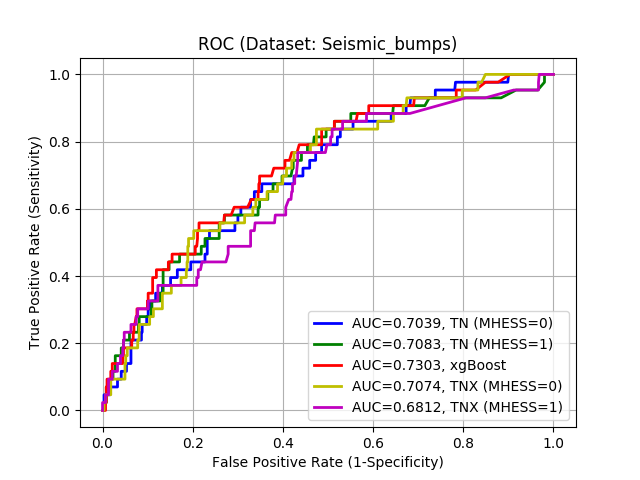 ROC (Dataset: Seismic_bumps)
True Positive Rate (Sensitivity)
1.0
0.8
0.6
0.4
0.2
0.0
AUC=0.7039, TN (MHESS=0)
AUC=0.7083, TN (MHESS=1)
AUC=0.7303, xgBoost
AUC=0.7074, TNX (MHESS=0)
AUC=0.6812, TNX (MHESS=1)
0.0 0.2 0.4 0.6 0.8 1.0
False Positive Rate (1-Specificity)